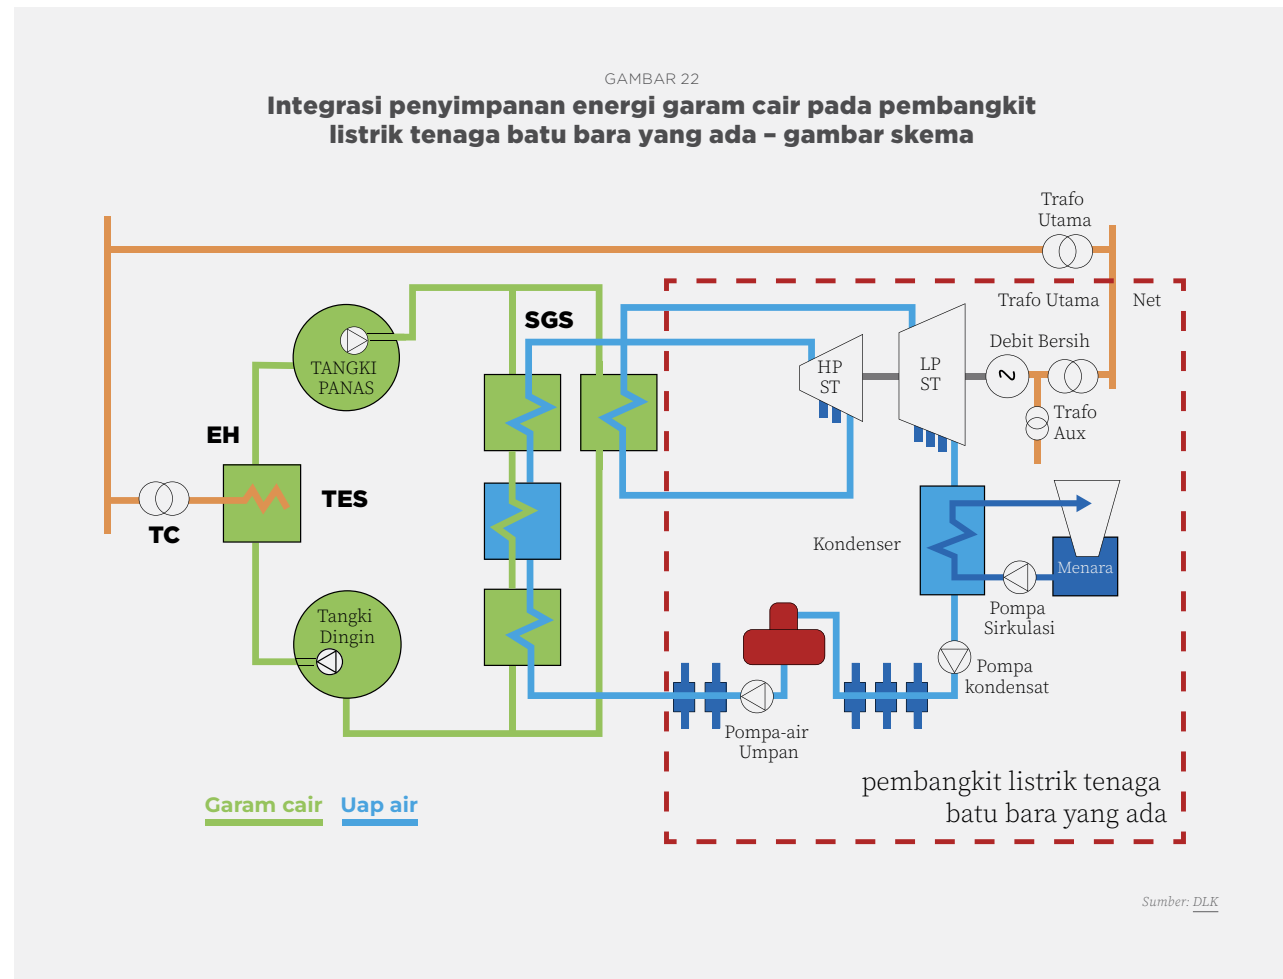 GAMBAR 22
Integrasi penyimpanan energi garam cair pada pembangkit
listrik tenaga batu bara yang ada – gambar skema
Trafo
Utama
Trafo Utama
Net
SGS
Debit Bersih
TANGKI
PANAS
HP
ST
LP
ST
Trafo
Aux
EH
TES
TC
Kondenser
Menara
Pompa
Sirkulasi
Tangki
Dingin
Pompa
kondensat
Pompa-air
Umpan
pembangkit listrik tenaga
batu bara yang ada
Garam cair
Uap air
Sumber: DLK